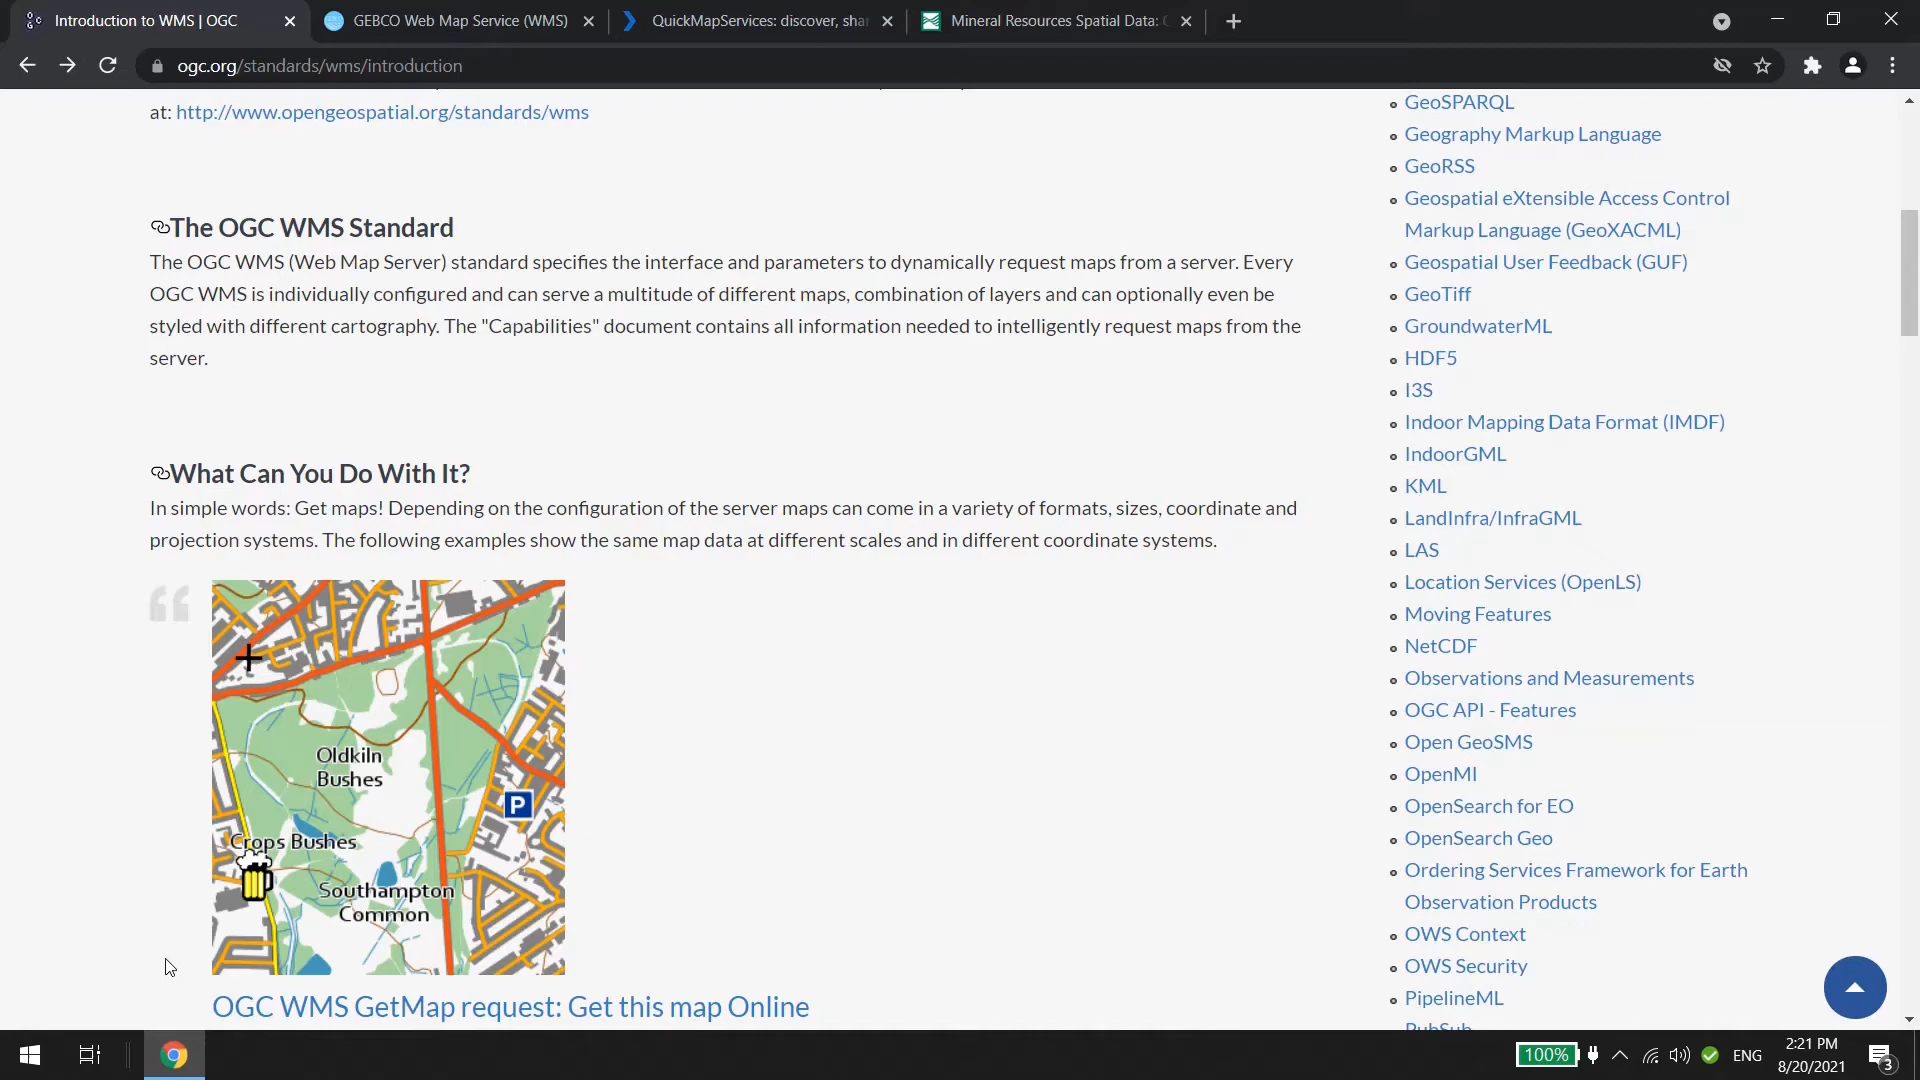 Introduction to WMS | OGC
GEBCO Web Map Service (WMS)
QuickMapServices: discover, shar
Mineral Resources Spatial Data:
ogc.org/standards/wms/introduction
at: http://www.opengeospatial.org/standards/wms
The OGC WMS Standard
The OGC WMS (Web Map Server) standard specifies the interface and parameters to dynamically request maps from a server. Every
OGC WMS is individually configured and can serve a multitude of different maps, combination of layers and can optionally even be
styled with different cartography. The "Capabilities" document contains all information needed to intelligently request maps from the
server.
What Can You Do With It?
In simple words: Get maps! Depending on the configuration of the server maps can come in a variety of formats, sizes, coordinate and
projection systems. The following examples show the same map data at different scales and in different coordinate systems.
Oldkiln
Bushes
P
Crops Bushes
Southampton
Common
OGC WMS GetMap request: Get this map Online
GeoSPARQL
Geography Markup Language
GeoRSS
Geospatial eXtensible Access Control
Markup Language (GeoXACML)
Geospatial User Feedback (GUF)
GeoTiff
GroundwaterML
HDF5
I3S
Indoor Mapping Data Format (IMDF)
IndoorGML
KML
LandInfra/InfraGML
LAS
Location Services (OpenLS)
Moving Features
NetCDF
Observations and Measurements
OGC API - Features
Open GeoSMS
OpenMI
OpenSearch for EO
OpenSearch Geo
Ordering Services Framework for Earth
Observation Products
OWS Context
OWS Security
PipelineML
PubSub
100%
ENG
2:21 PM
8/20/2021
3